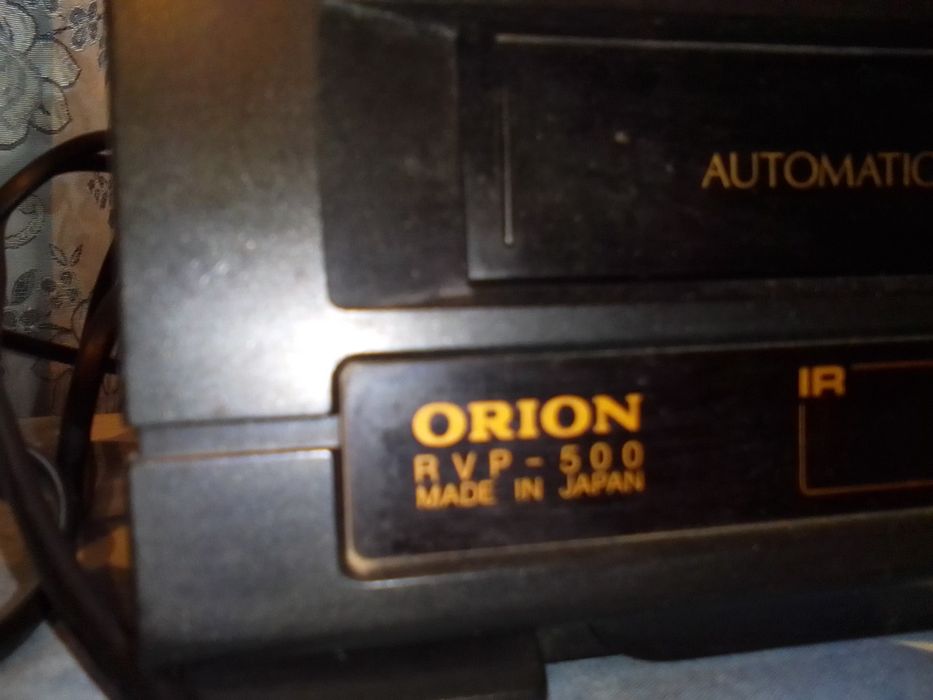 AUTOMATIC
IR
ORION
RVP-500
MADE IN JAPAN